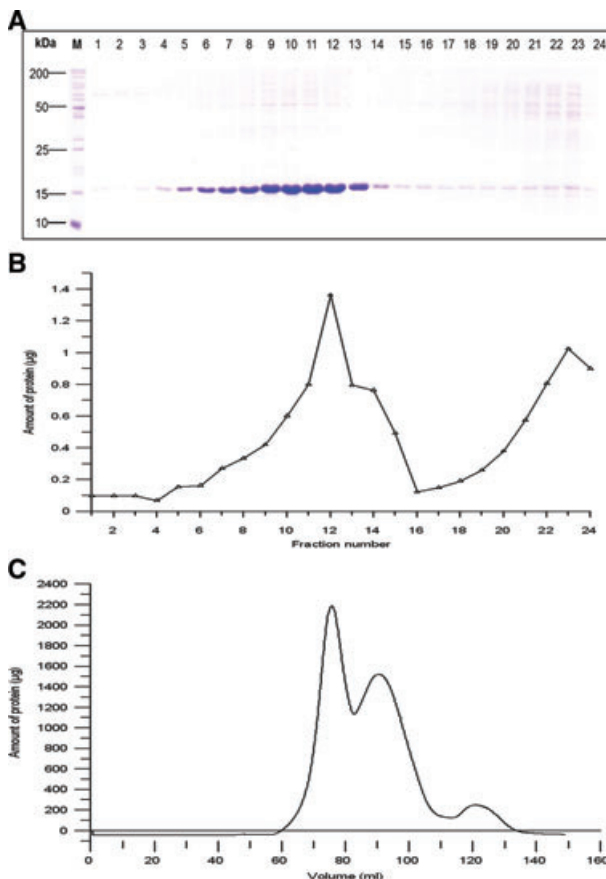 A
kDa M 1 2 3 4 5 6 7 8 9 10 11 12 13 14 15 16 17 18 19 20 21 22 23 24
200
50
25
15
10
B
Amount of protein (µg)
1.4
1.2
1
0.8
0.6
0.4
0.2
0
2 4 6 8 10 12 14 16 18 20 22 24
Fraction number
C
Amount of protein (µg)
2400
2200
2000
1800
1600
1400
1200
1000
800
600
400
200
0
0 20 40 60 80 100 120 140 160
Volume (ml)